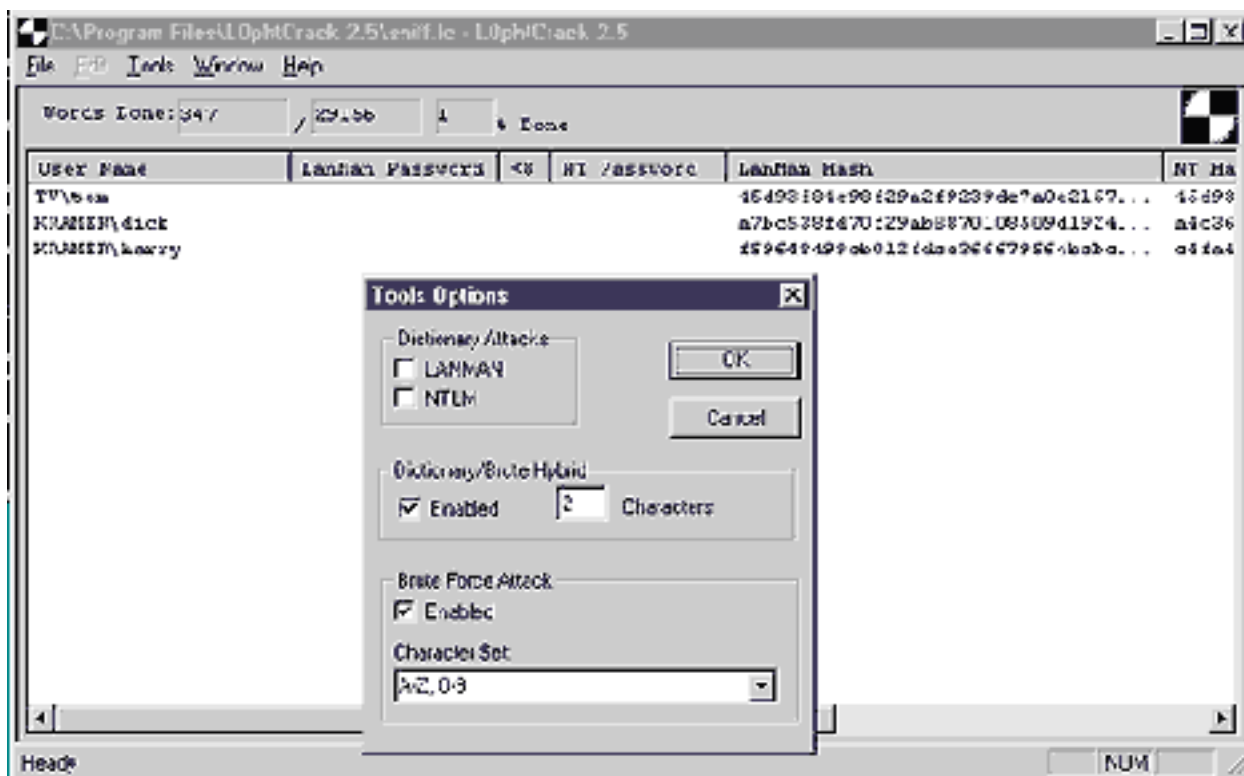 C:\Program Files\L0phtCrack 2.5\sniff.lc - L0phtCrack 2.5
File Edit Tools Window Help
Words Done: 347 / 29156 1 % Done
User Name LanMan Password <8 NT Password LanMan Hash NT Ha
KRAMER\dick
KRAMER\harry
Tools Options
Dictionary Attacks
LANMAN
NTLM
OK
Cancel
Dictionary/Brute Hybrid
Enabled 2 Characters
Brute Force Attack
Enabled
Character Set:
A-Z, 0-9
Ready
NUM